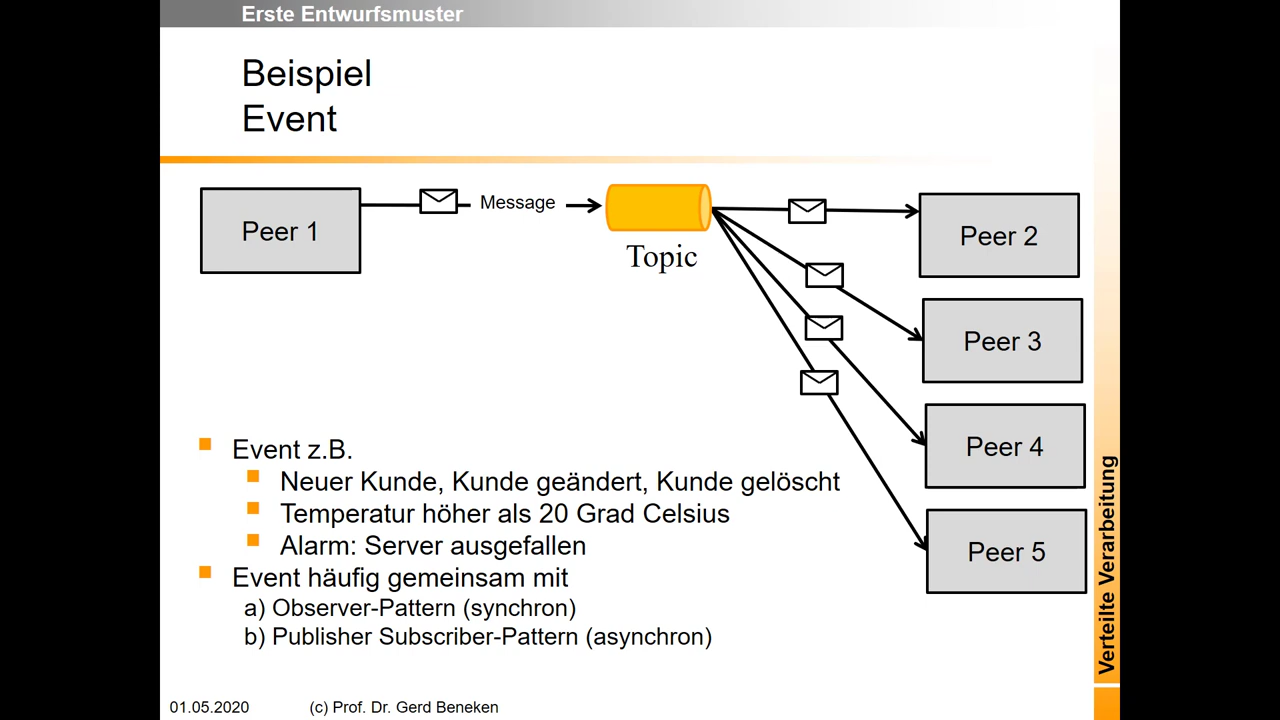 Erste Entwurfsmuster
Beispiel
Event
Peer 1
Message
Topic
Peer 2
Peer 3
Peer 4
Peer 5
Event z.B.
Neuer Kunde, Kunde geändert, Kunde gelöscht
Temperatur höher als 20 Grad Celsius
Alarm: Server ausgefallen
Event häufig gemeinsam mit
a) Observer-Pattern (synchron)
b) Publisher Subscriber-Pattern (asynchron)
Verteilte Verarbeitung
01.05.2020
(c) Prof. Dr. Gerd Beneken